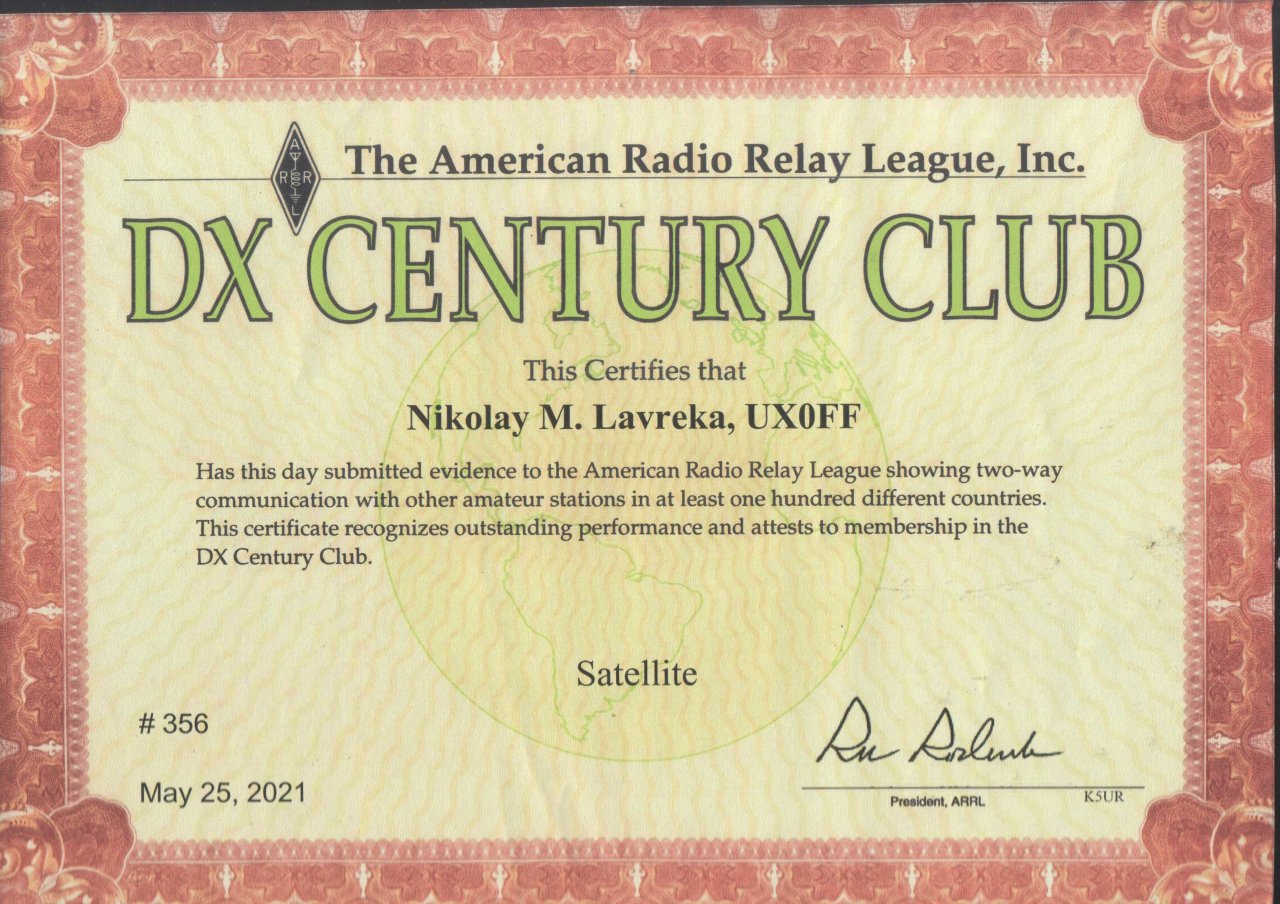 The American Radio Relay League, Inc.
A
R R
L
DX CENTURY CLUB
This Certifies that
Nikolay M. Lavreka, UX0FF
Has this day submitted evidence to the American Radio Relay League showing two-way
communication with other amateur stations in at least one hundred different countries.
This certificate recognizes outstanding performance and attests to membership in the
DX Century Club.
Satellite
# 356
May 25, 2021
President, ARRL K5UR